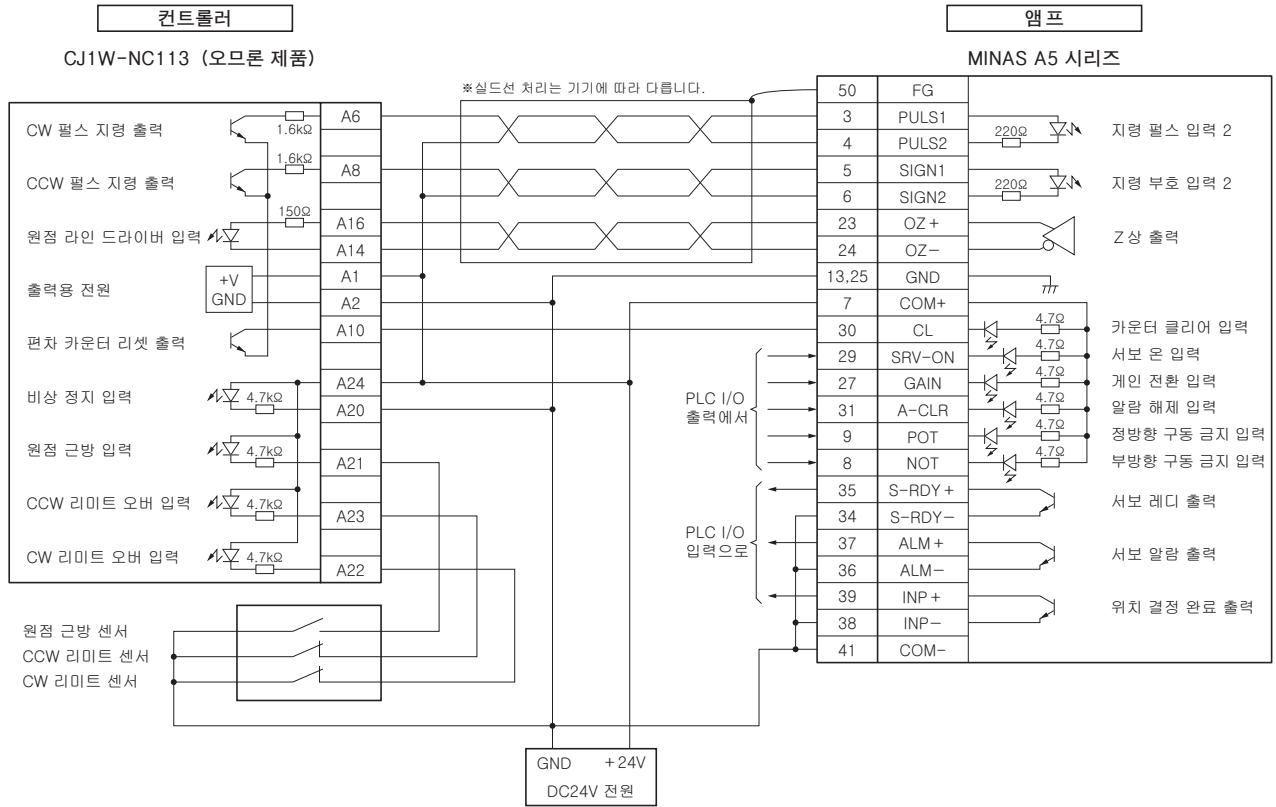 컨트롤러
CJ1W-NC113 (오므론 제품)
앰프
MINAS A5 시리즈
※실드선 처리는 기기에 따라 다릅니다.
CW 펄스 지령 출력
1.6kΩ
A6
CCW 펄스 지령 출력
1.6kΩ
A8
원점 라인 드라이버 입력
150Ω
A16
A14
출력용 전원
+V
GND
A1
A2
편차 카운터 리셋 출력
A10
비상 정지 입력
4.7kΩ
A24
A20
원점 근방 입력
4.7kΩ
A21
CCW 리미트 오버 입력
4.7kΩ
A23
CW 리미트 오버 입력
4.7kΩ
A22
원점 근방 센서
CCW 리미트 센서
CW 리미트 센서
PLC I/O
출력에서
PLC I/O
입력으로
GND +24V
DC24V 전원
50 FG
3 PULS1
4 PULS2
220Ω
지령 펄스 입력 2
5 SIGN1
6 SIGN2
220Ω
지령 부호 입력 2
23 OZ+
24 OZ-
Z상 출력
13,25 GND
7 COM+
30 CL
4.7Ω
카운터 클리어 입력
29 SRV-ON
4.7Ω
서보 온 입력
27 GAIN
4.7Ω
게인 전환 입력
31 A-CLR
4.7Ω
알람 해제 입력
9 POT
4.7Ω
정방향 구동 금지 입력
8 NOT
4.7Ω
부방향 구동 금지 입력
35 S-RDY+
34 S-RDY-
서보 레디 출력
37 ALM+
36 ALM-
서보 알람 출력
39 INP+
38 INP-
위치 결정 완료 출력
41 COM-